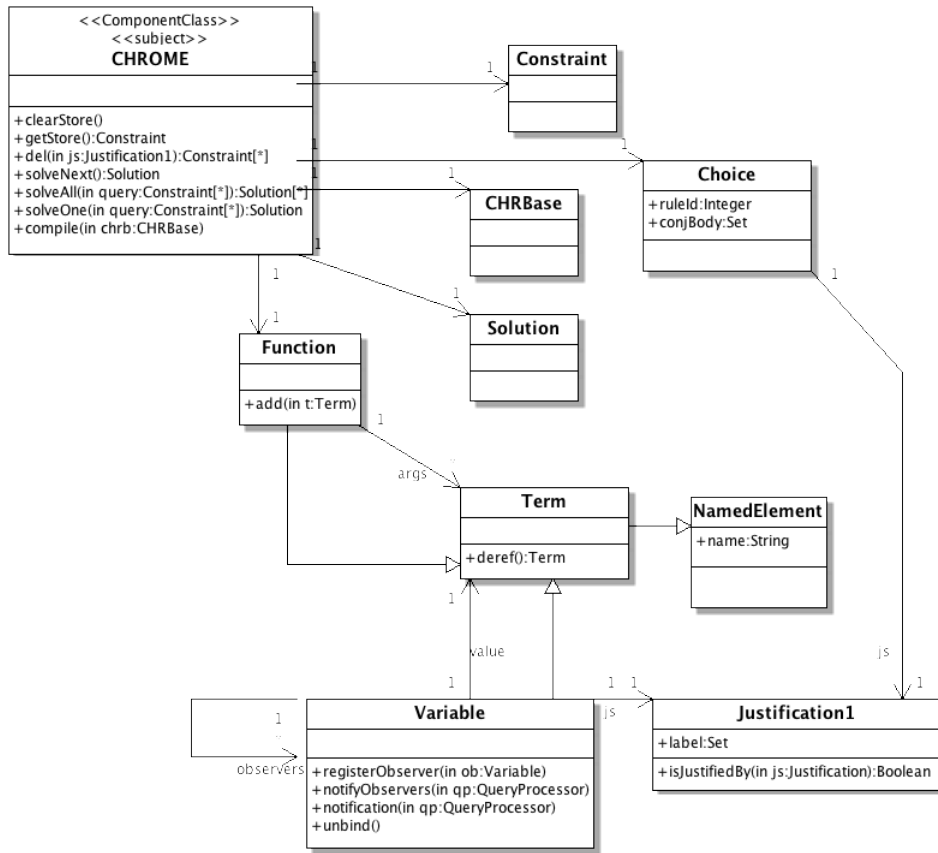 <<ComponentClass>>
<<subject>>
CHROME
+clearStore()
+getStore():Constraint
+del(in js:Justification1):Constraint[*]
+solveNext():Solution
+solveAll(in query:Constraint[*]):Solution[*]
+solveOne(in query:Constraint[*]):Solution
+compile(in chrb:CHRBase)
1
1
Constraint
1
1
Choice
+ruleId:Integer
+conjBody:Set
1
1
CHRBase
1
1
Solution
1
1
1
Function
+add(in t:Term)
1
args
Term
+deref():Term
NamedElement
+name:String
1
value
1
js
1
1
1
js
1
observers
Variable
+registerObserver(in ob:Variable)
+notifyObservers(in qp:QueryProcessor)
+notification(in qp:QueryProcessor)
+unbind()
Justification1
+label:Set
+isJustifiedBy(in js:Justification):Boolean